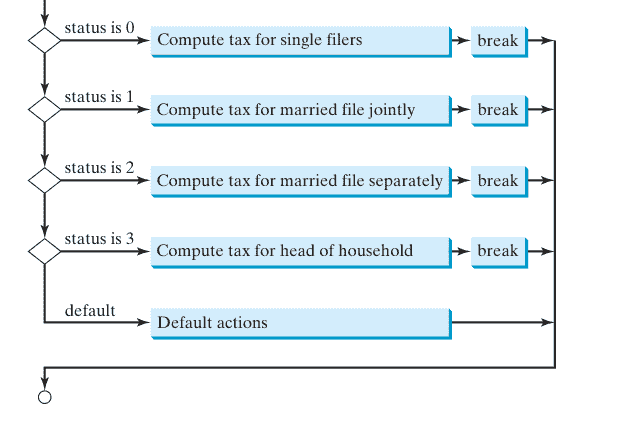 status is 0
Compute tax for single filers
break
status is 1
Compute tax for married file jointly
break
status is 2
Compute tax for married file separately
break
status is 3
Compute tax for head of household
break
default
Default actions